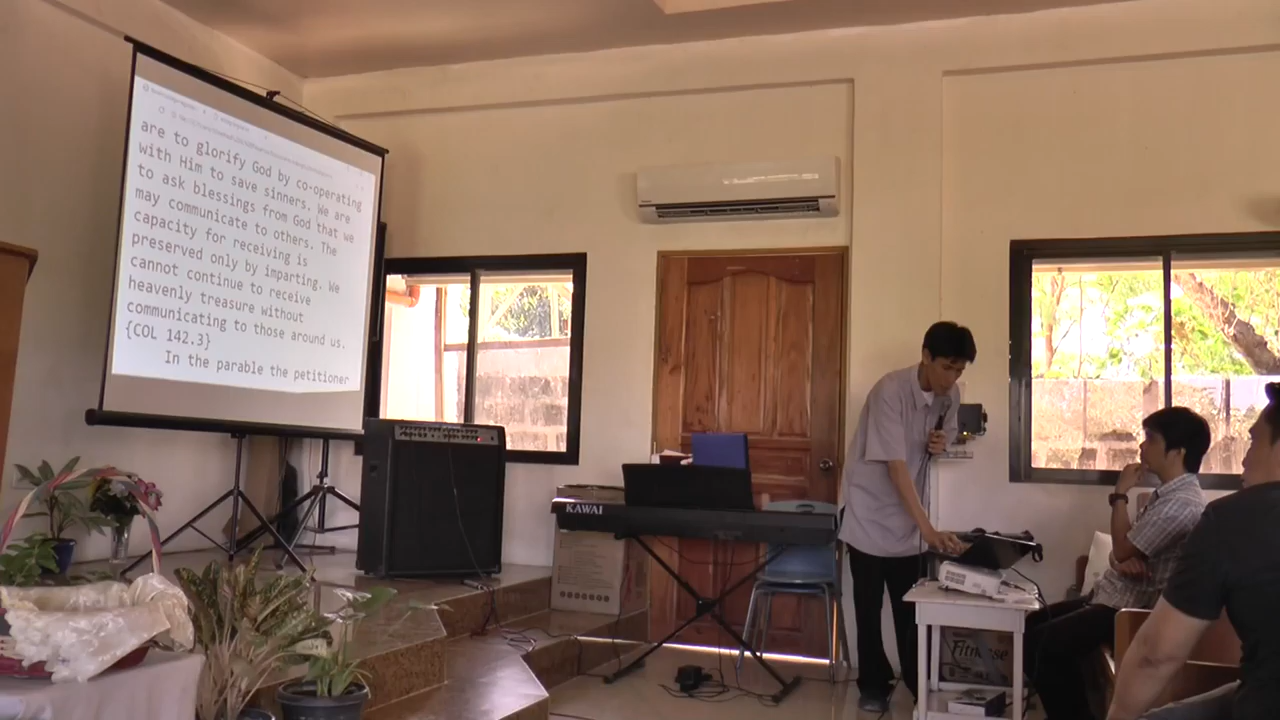 are to glorify God by co-operating
with Him to save sinners. We are
to ask blessings from God that we
may communicate to others. The
capacity for receiving is
preserved only by imparting. We
cannot continue to receive
heavenly treasure without
communicating to those around us.
{COL 142.3}
In the parable the petitioner
KAWAI